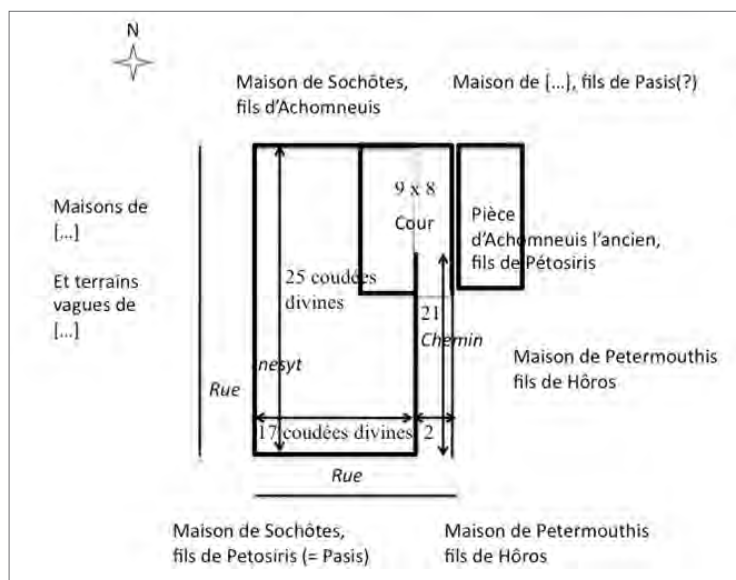 N
Maison de Sochôtes,
fils d'Achomneuis
Maison de [...], fils de Pasis(?)
Maisons de
[...]
Et terrains
vagues de
[...]
9 x 8
Cour
Pièce
d'Achomneuis l'ancien,
fils de Pétosiris
25 coudées
divines
21
Chemin
nesyt
Rue
Maison de Petermouthis
fils de Hôros
17 coudées divines
2
Rue
Maison de Sochôtes,
fils de Petosiris (= Pasis)
Maison de Petermouthis
fils de Hôros